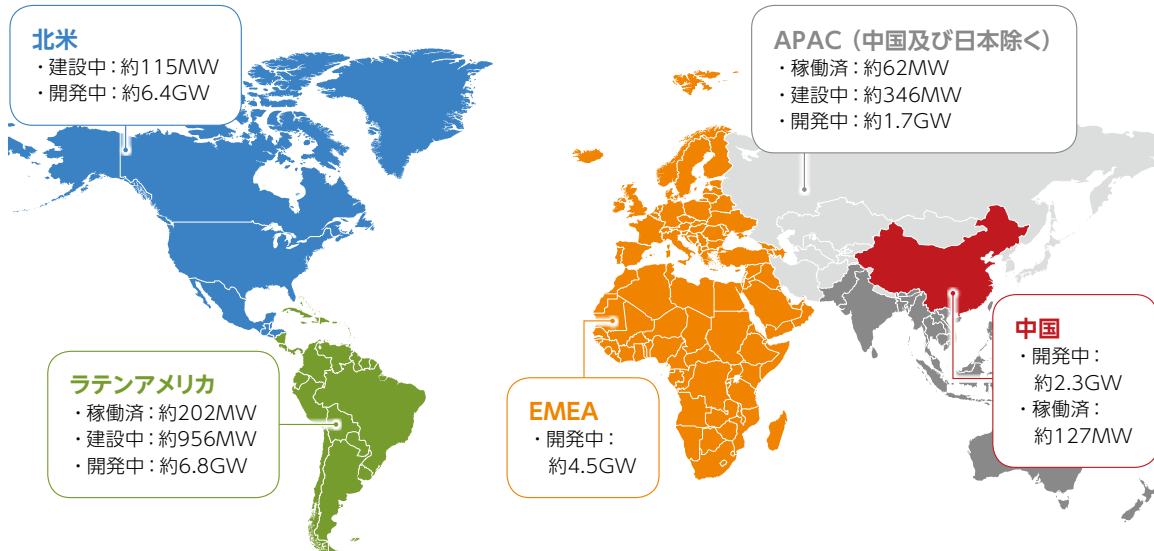 北米
・建設中：約115MW
・開発中：約6.4GW
APAC（中国及び日本除く）
・稼働済：約62MW
・建設中：約346MW
・開発中：約1.7GW
ラテンアメリカ
・稼働済：約202MW
・建設中：約956MW
・開発中：約6.8GW
EMEA
・開発中：
約4.5GW
中国
・開発中：
約2.3GW
・稼働済：
約127MW